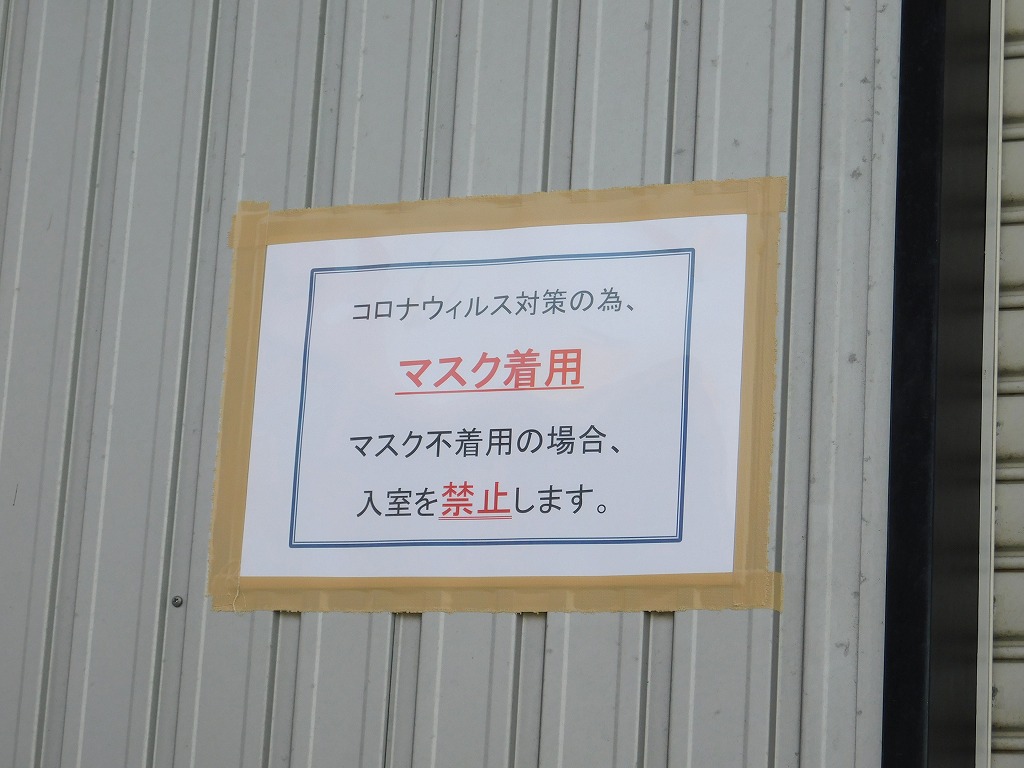 コロナウィルス対策の為、
マスク着用
マスク不着用の場合、
入室を禁止します。